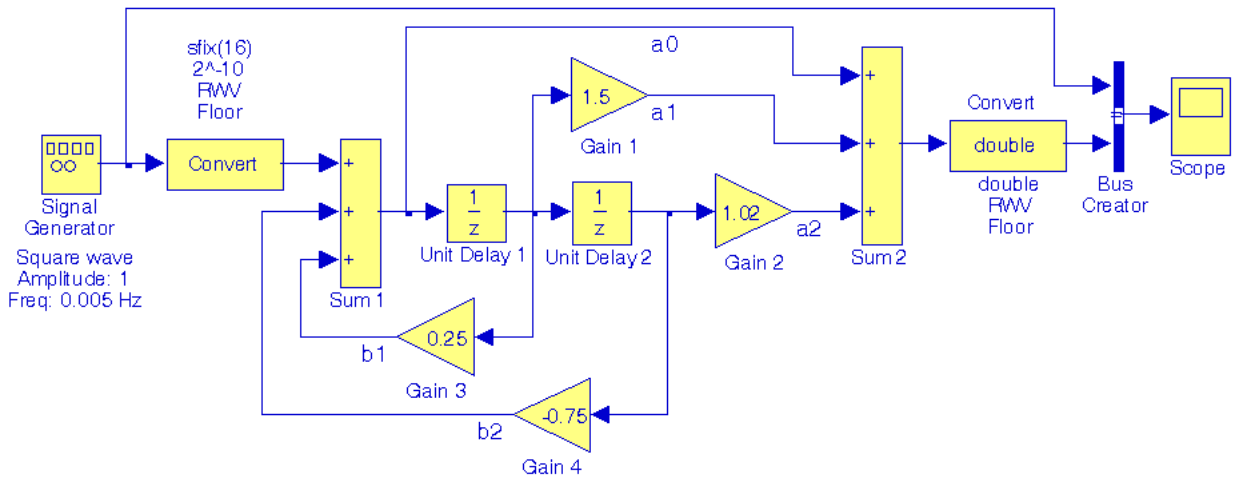 sfix(16)
2^-10
RWV
Floor
a0
1.5
a1
Gain 1
Convert
Signal
Generator
Square wave
Amplitude: 1
Freq: 0.005 Hz
+
+
+
Sum 1
1
z
Unit Delay 1
1
z
Unit Delay 2
1.02
a2
Gain 2
+
+
+
Sum 2
Convert
double
double
RWV
Floor
Bus
Creator
Scope
0.25
b1
Gain 3
-0.75
b2
Gain 4